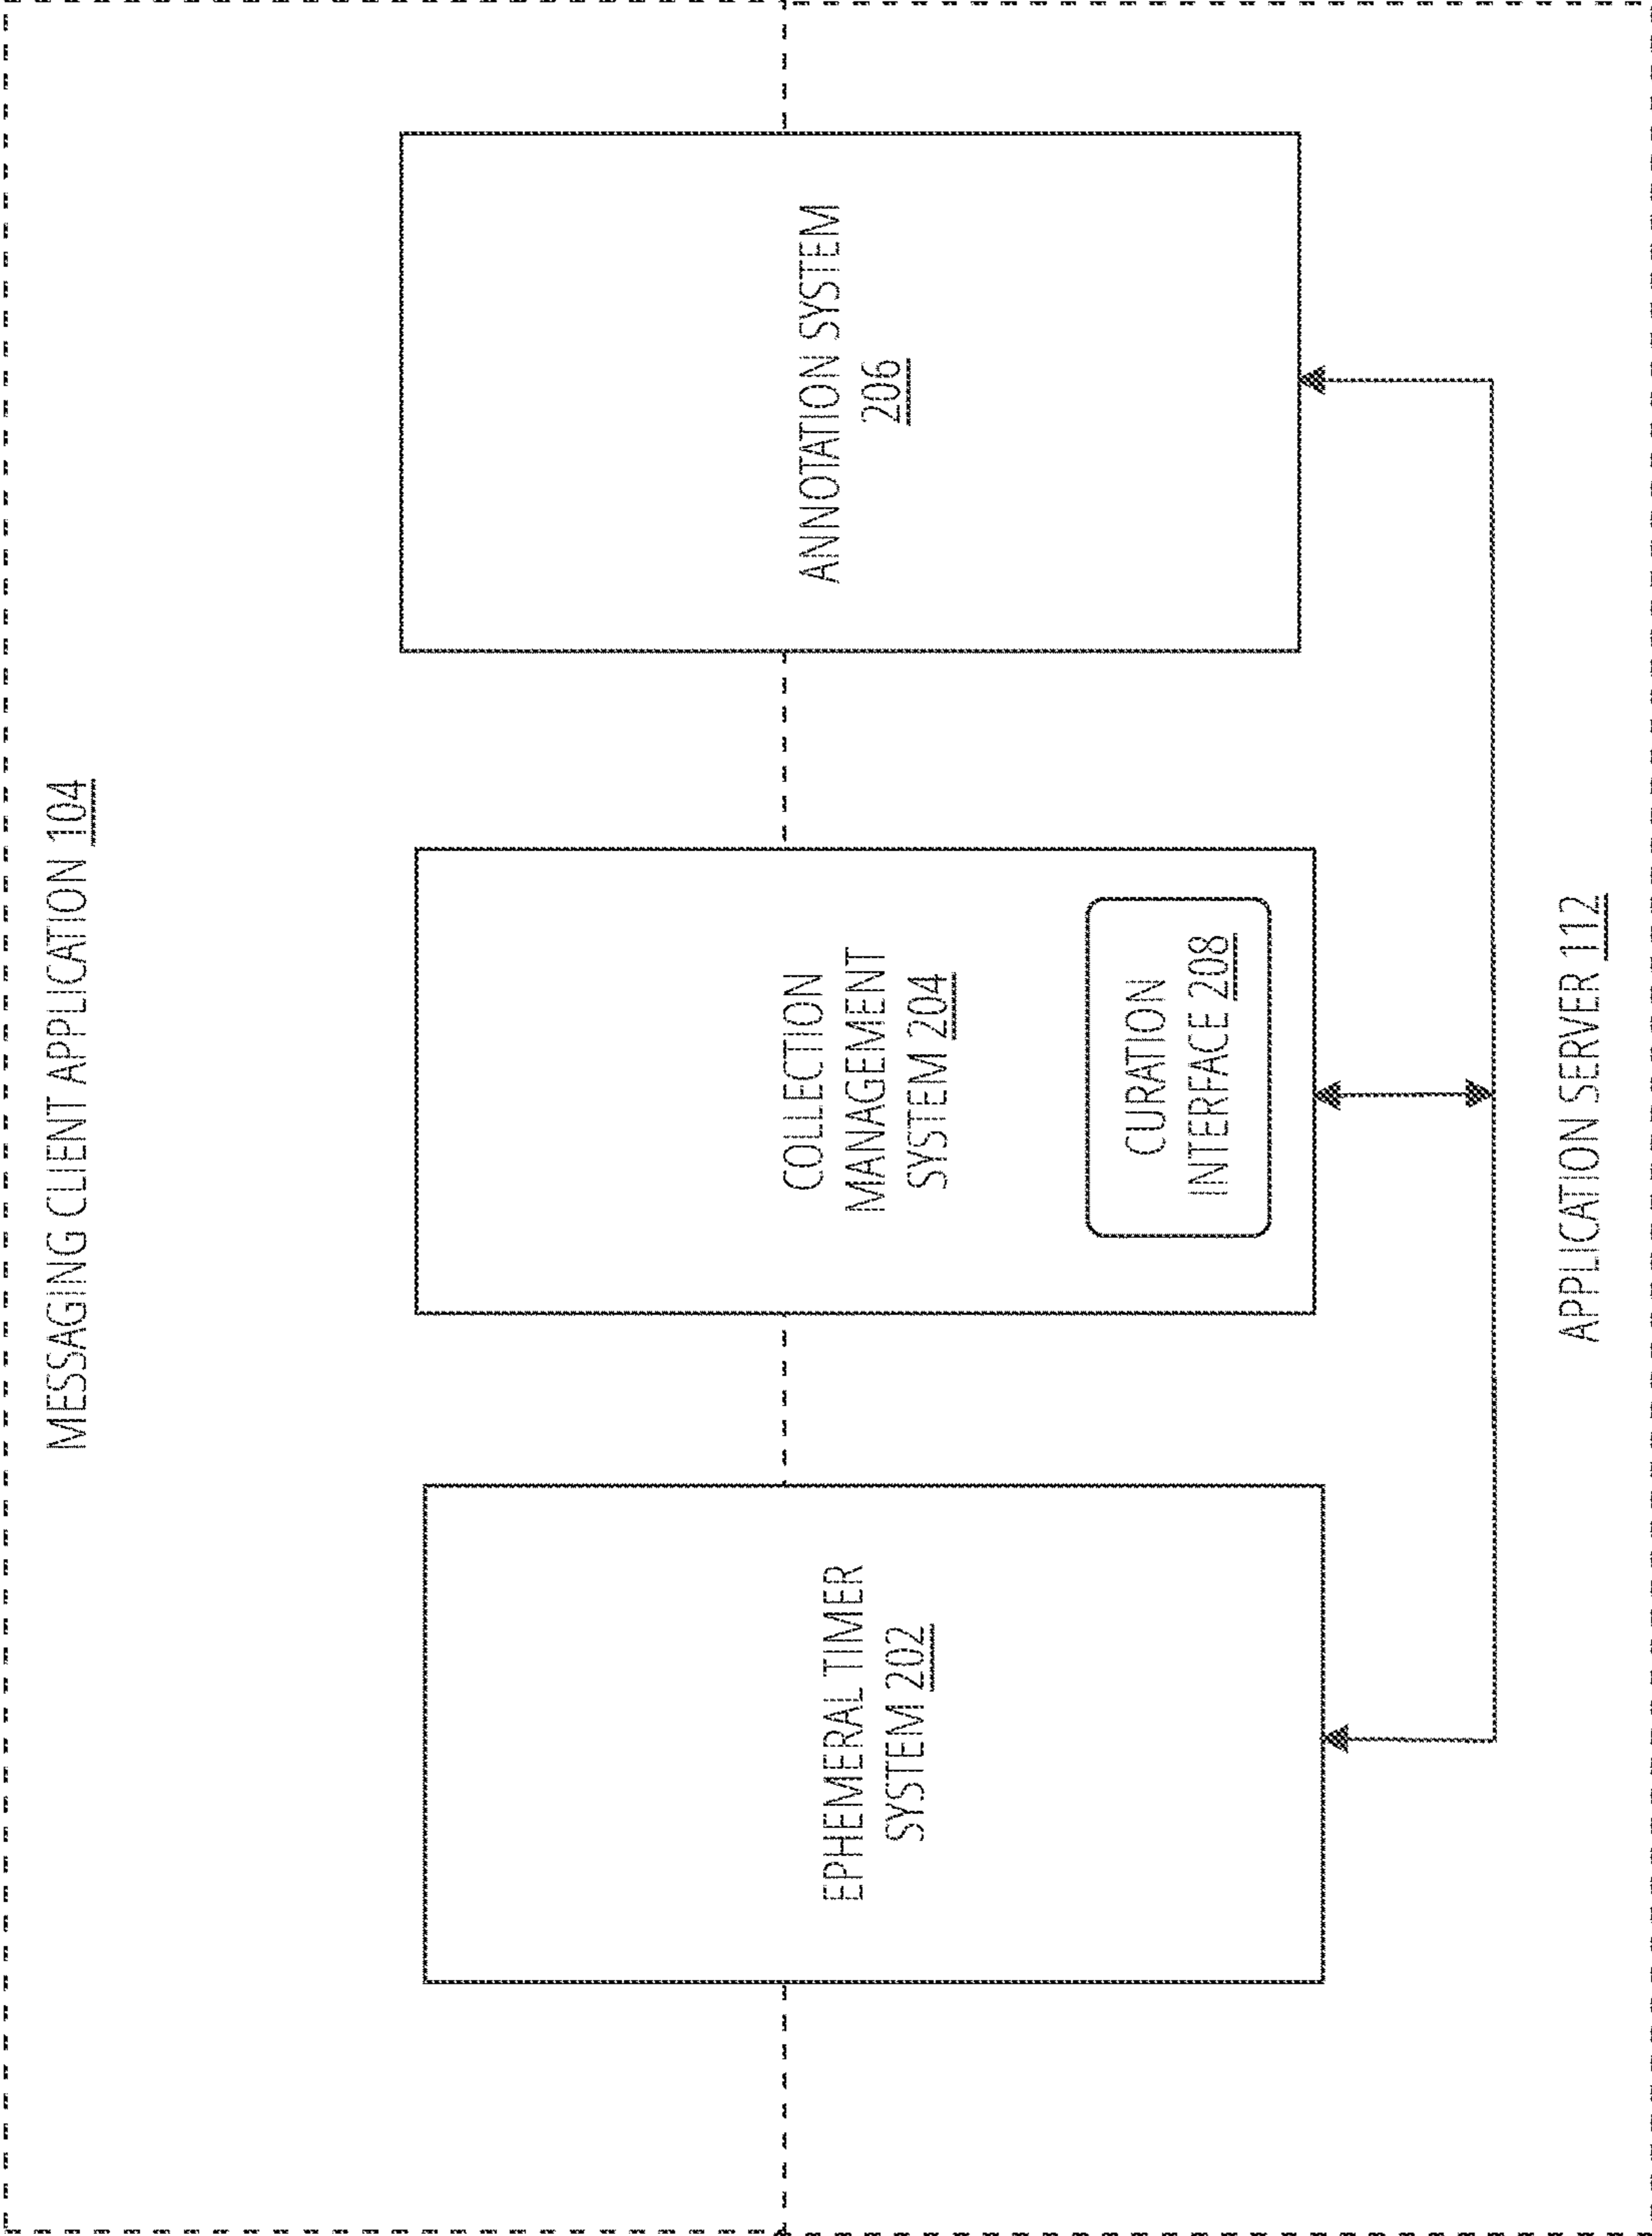 MESSAGING CLIENT APPLICATION 104
EPHEMERAL TIMER
SYSTEM 202
COLLECTION
MANAGEMENT
SYSTEM 204
CURATION
INTERFACE 208
ANNOTATION SYSTEM
206
APPLICATION SERVER 112